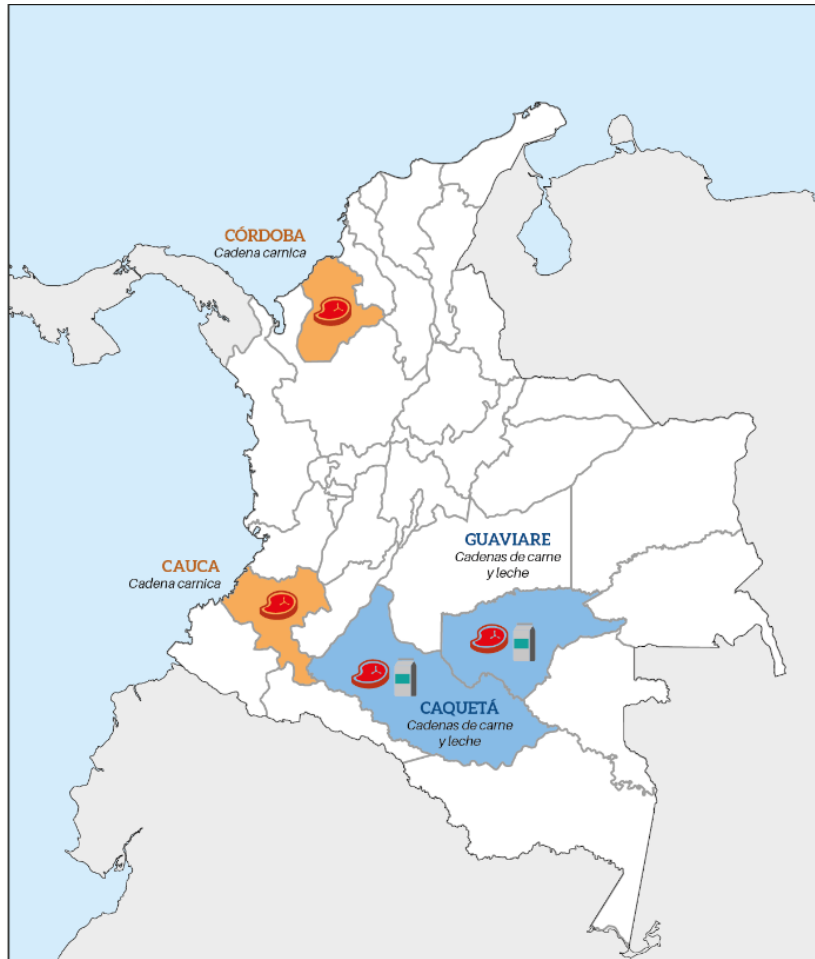 CÓRDOBA
Cadena carnica
GUAVIARE
Cadenas de carne
y leche
CAUCA
Cadena carnica
CAQUETÁ
Cadenas de carne
y leche